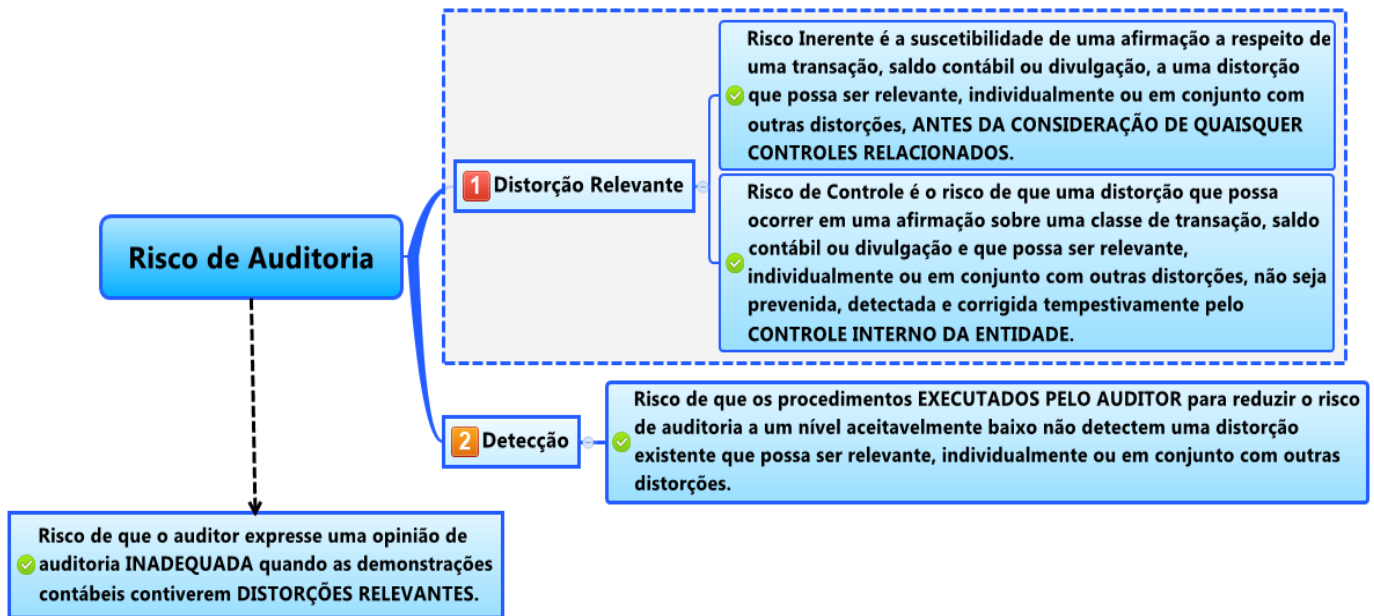 Risco Inerente é a suscetibilidade de uma afirmação a respeito de
uma transação, saldo contábil ou divulgação, a uma distorção
que possa ser relevante, individualmente ou em conjunto com
outras distorções, ANTES DA CONSIDERAÇÃO DE QUAISQUER
CONTROLES RELACIONADOS.
1 Distorção Relevante
Risco de Controle é o risco de que uma distorção que possa
ocorrer em uma afirmação sobre uma classe de transação, saldo
contábil ou divulgação e que possa ser relevante,
individualmente ou em conjunto com outras distorções, não seja
prevenida, detectada e corrigida tempestivamente pelo
CONTROLE INTERNO DA ENTIDADE.
Risco de Auditoria
2 Detecção
Risco de que os procedimentos EXECUTADOS PELO AUDITOR para reduzir o risco
de auditoria a um nível aceitavelmente baixo não detectem uma distorção
existente que possa ser relevante, individualmente ou em conjunto com outras
distorções.
Risco de que o auditor expresse uma opinião de
auditoria INADEQUADA quando as demonstrações
contábeis contiverem DISTORÇÕES RELEVANTES.